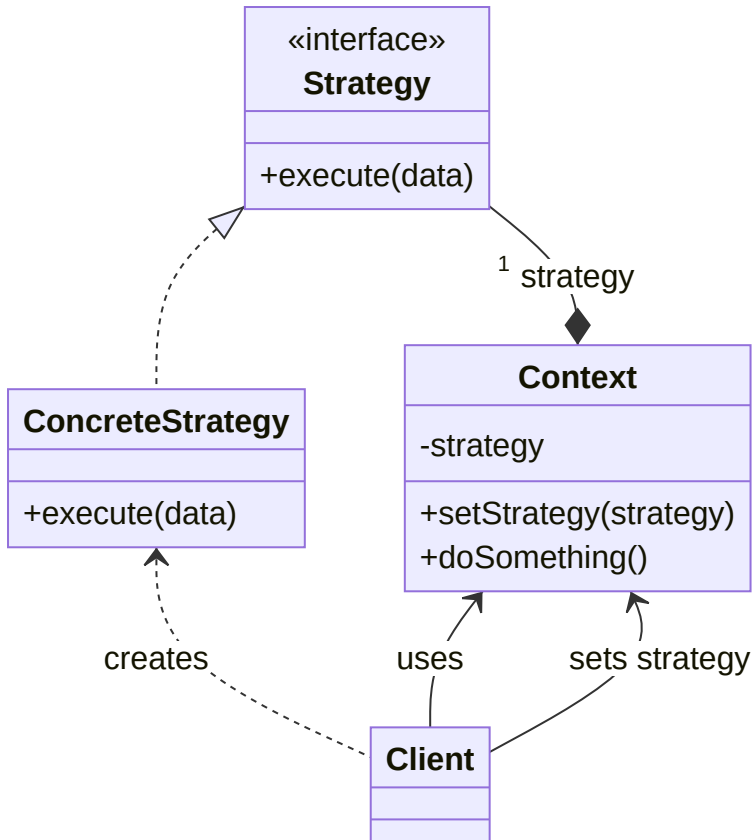 «interface»
Strategy
+execute(data)
1
strategy
Context
-strategy
+setStrategy(strategy)
+doSomething()
ConcreteStrategy
+execute(data)
creates
uses
sets strategy
Client